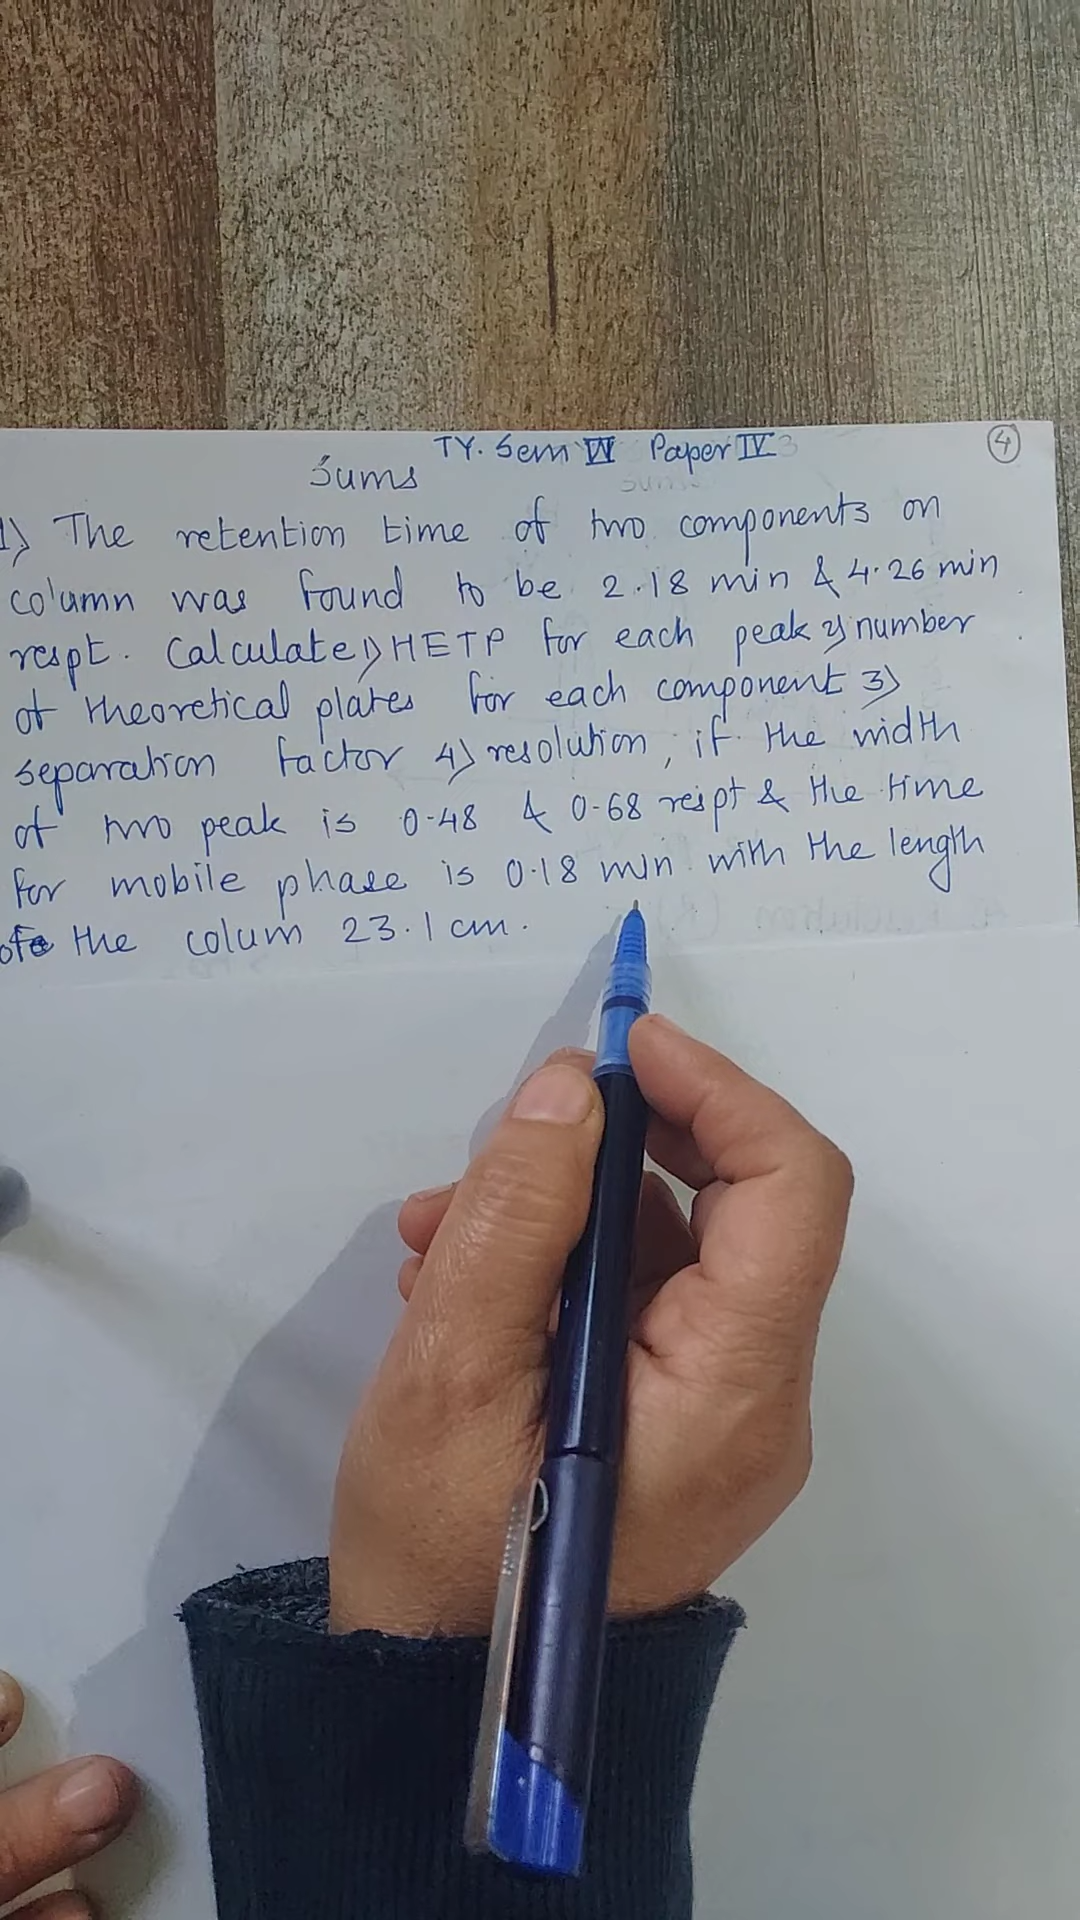 TY. Sem VI Paper IV 3
4
Sums
1) The retention time of two components on
column was found to be 2.18 min & 4.26 min
respt. Calculate 1) HETP for each peak 2) number
of theoretical plates for each component 3)
separation factor 4) resolution, if the width
of two peak is 0.48 & 0.68 respt & the time
for mobile phase is 0.18 min with the length
of the colum 23.1 cm.